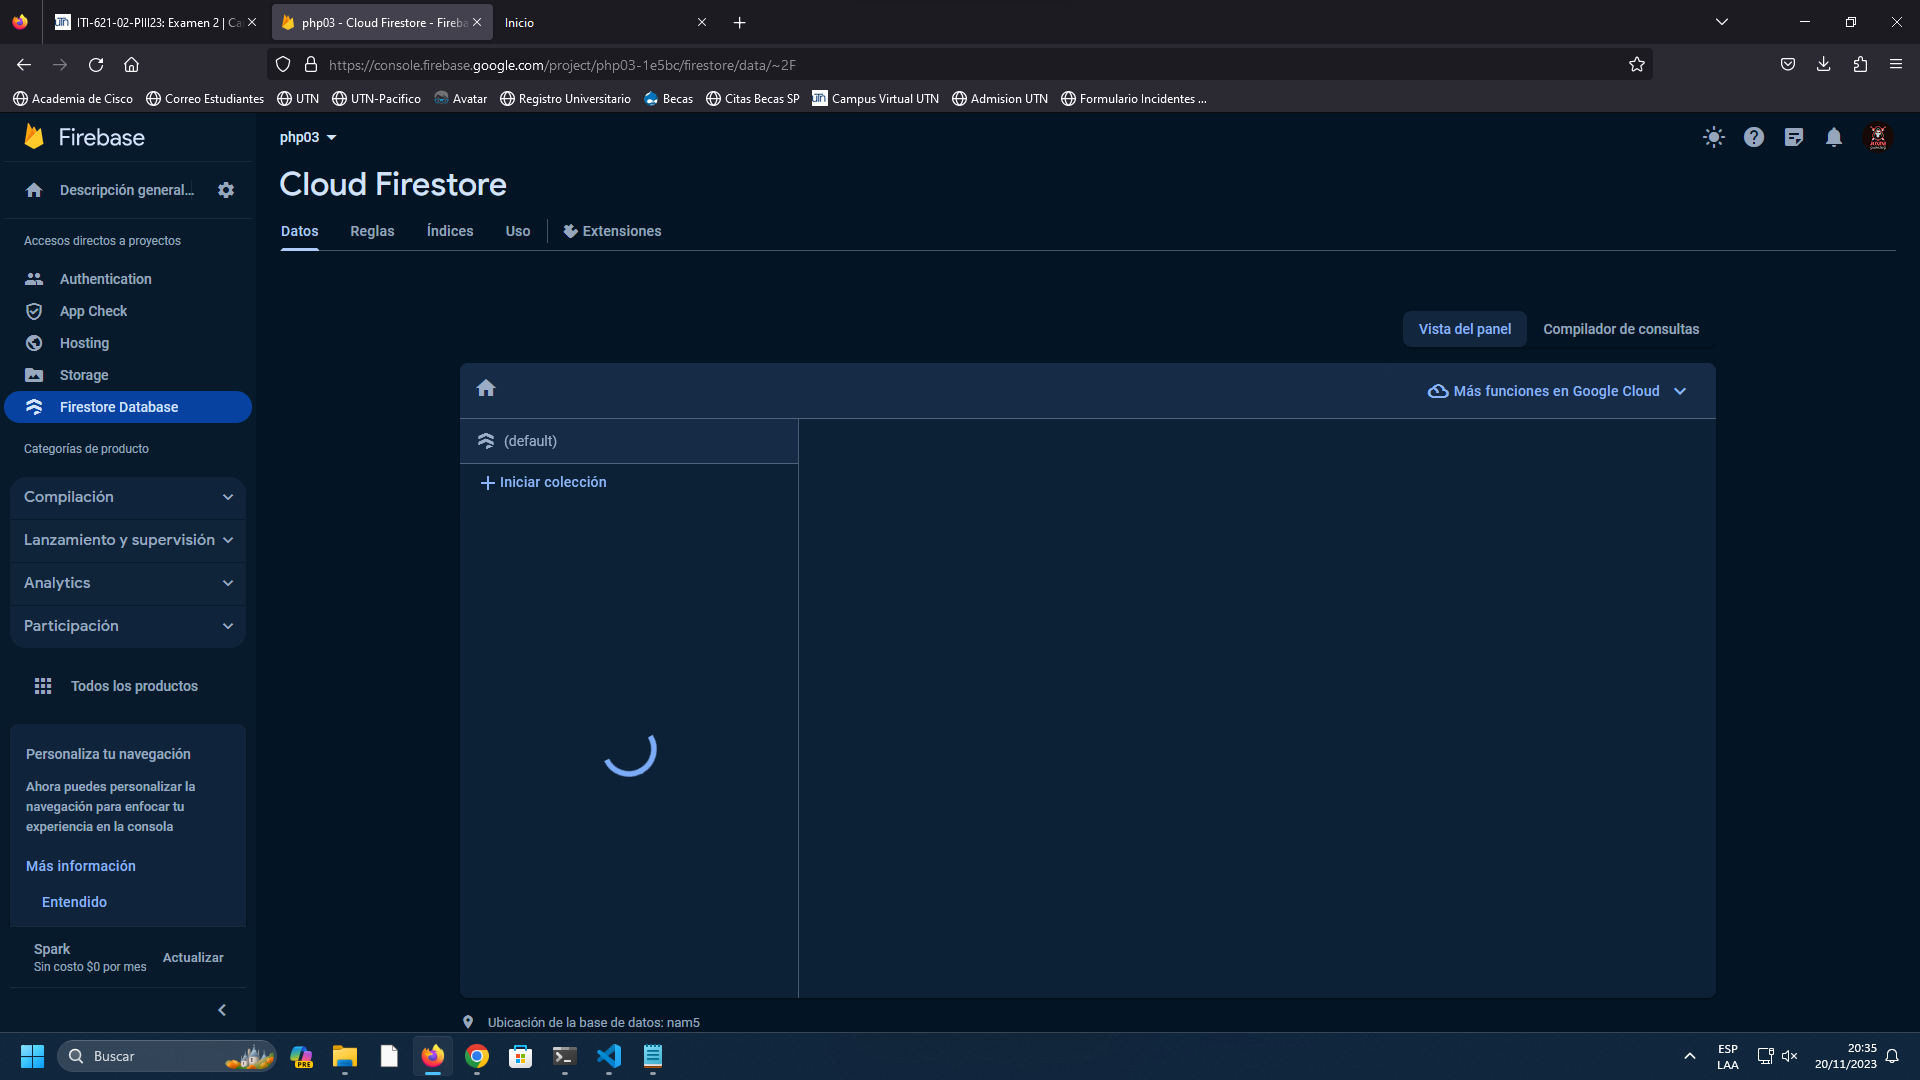 ITI-621-02-PIII23: Examen 2 | Ca
php03 - Cloud Firestore - Fireba
Inicio
https://console.firebase.google.com/project/php03-1e5bc/firestore/data/~2F
Academia de Cisco
Correo Estudiantes
UTN
UTN-Pacifico
Avatar
Registro Universitario
Becas
Citas Becas SP
Campus Virtual UTN
Admision UTN
Formulario Incidentes ...
Firebase
php03
Descripción general...
Cloud Firestore
Datos
Reglas
Índices
Uso
Extensiones
Accesos directos a proyectos
Authentication
App Check
Hosting
Storage
Firestore Database
Categorías de producto
Compilación
Lanzamiento y supervisión
Analytics
Participación
Todos los productos
Personaliza tu navegación
Ahora puedes personalizar la
navegación para enfocar tu
experiencia en la consola
Más información
Entendido
Spark
Sin costo $0 por mes
Actualizar
Vista del panel
Compilador de consultas
Más funciones en Google Cloud
(default)
Iniciar colección
Ubicación de la base de datos: nam5
Buscar
PRE
ESP
LAA
20:35
20/11/2023